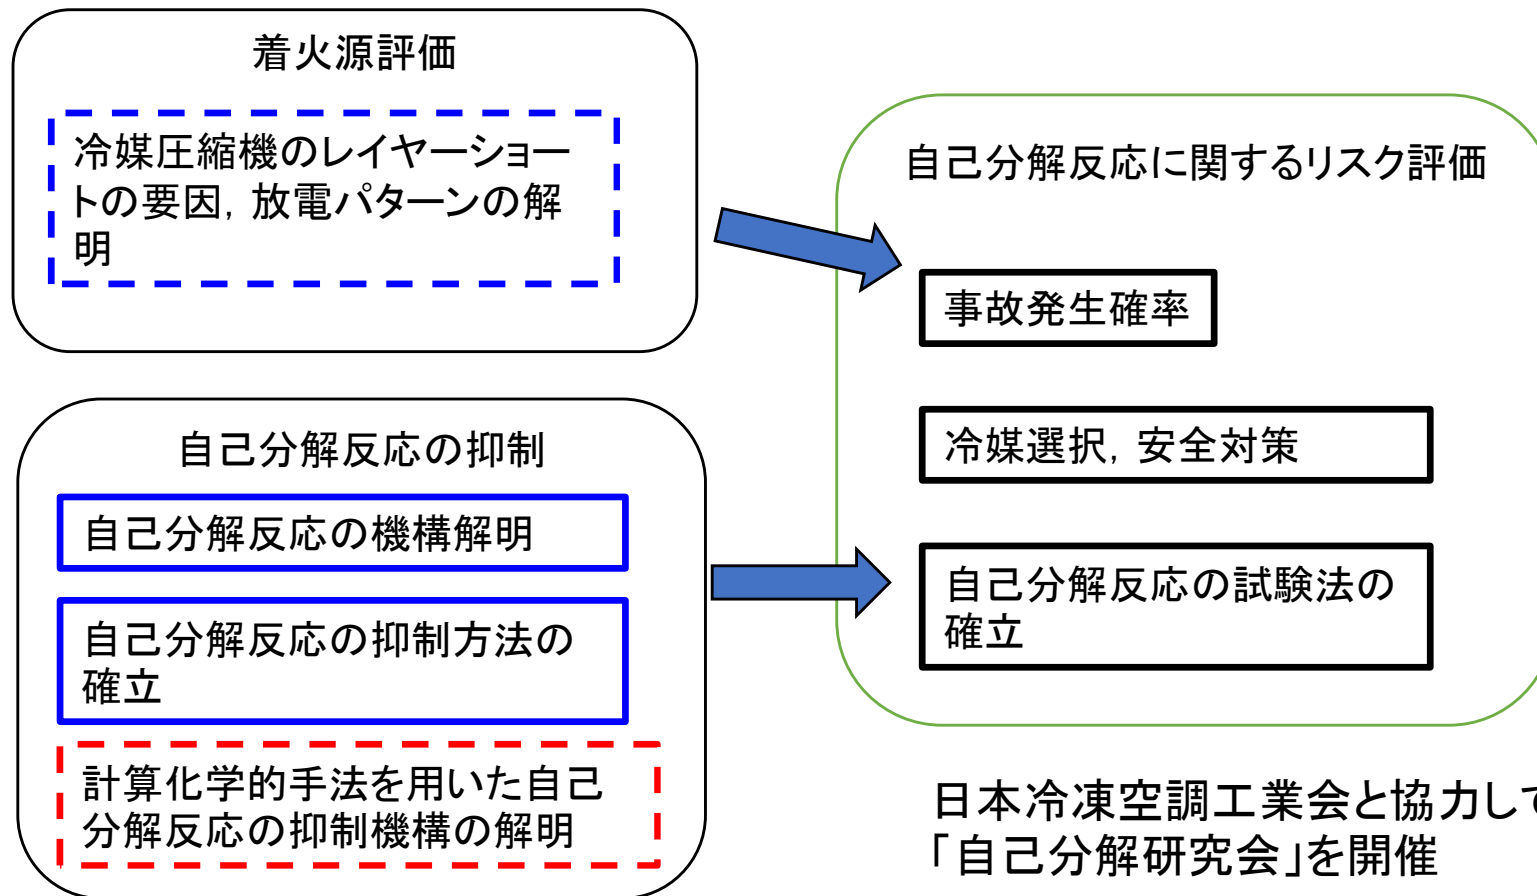 着火源評価
冷媒圧縮機のレイヤーショー
トの要因, 放電パターンの解
明
自己分解反応の抑制
自己分解反応の機構解明
自己分解反応の抑制方法の
確立
計算化学的手法を用いた自己
分解反応の抑制機構の解明
自己分解反応に関するリスク評価
事故発生確率
冷媒選択, 安全対策
自己分解反応の試験法の
確立
日本冷凍空調工業会と協力して
「自己分解研究会」を開催